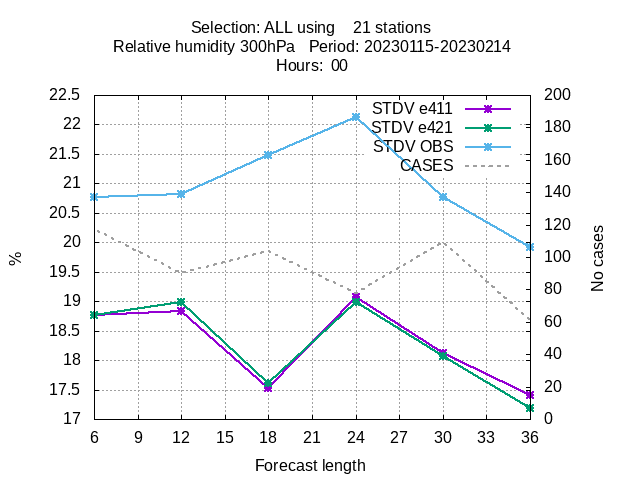 Selection: ALL using    21 stations
Relative humidity 300hPa   Period: 20230115-20230214
Hours:  00
STDV e411
STDV e421
STDV OBS
CASES
22.5
22
21.5
21
20.5
20
19.5
19
18.5
18
17.5
17
200
180
160
140
120
100
80
60
40
20
0
%
No cases
6 9 12 15 18 21 24 27 30 33 36
Forecast length